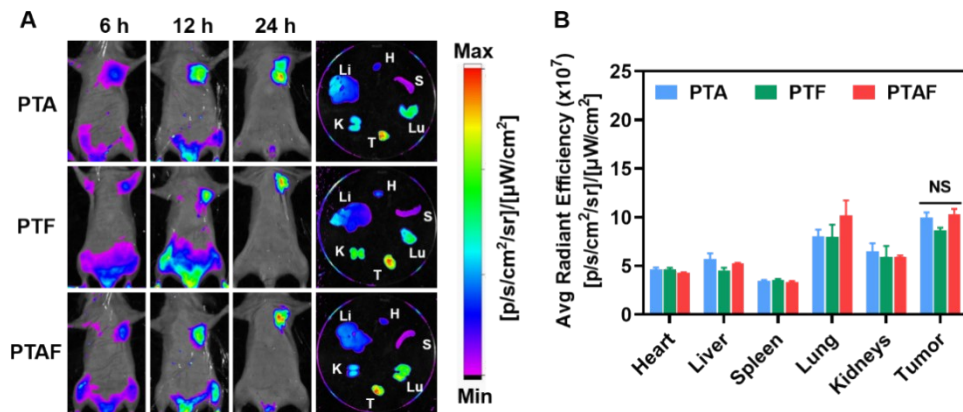 A
6 h 12 h 24 h
PTA
Li H S K T Lu
PTF
Li H S K T Lu
PTAF
Li H S K T Lu
Max
[p/s/cm²/sr]/[µW/cm²]
Min
B
Avg Radiant Efficiency (x10⁷)
[p/s/cm²/sr]/[µW/cm²]
25
20
15
10
5
0
PTA PTF PTAF
NS
Heart Liver Spleen Lung Kidneys Tumor